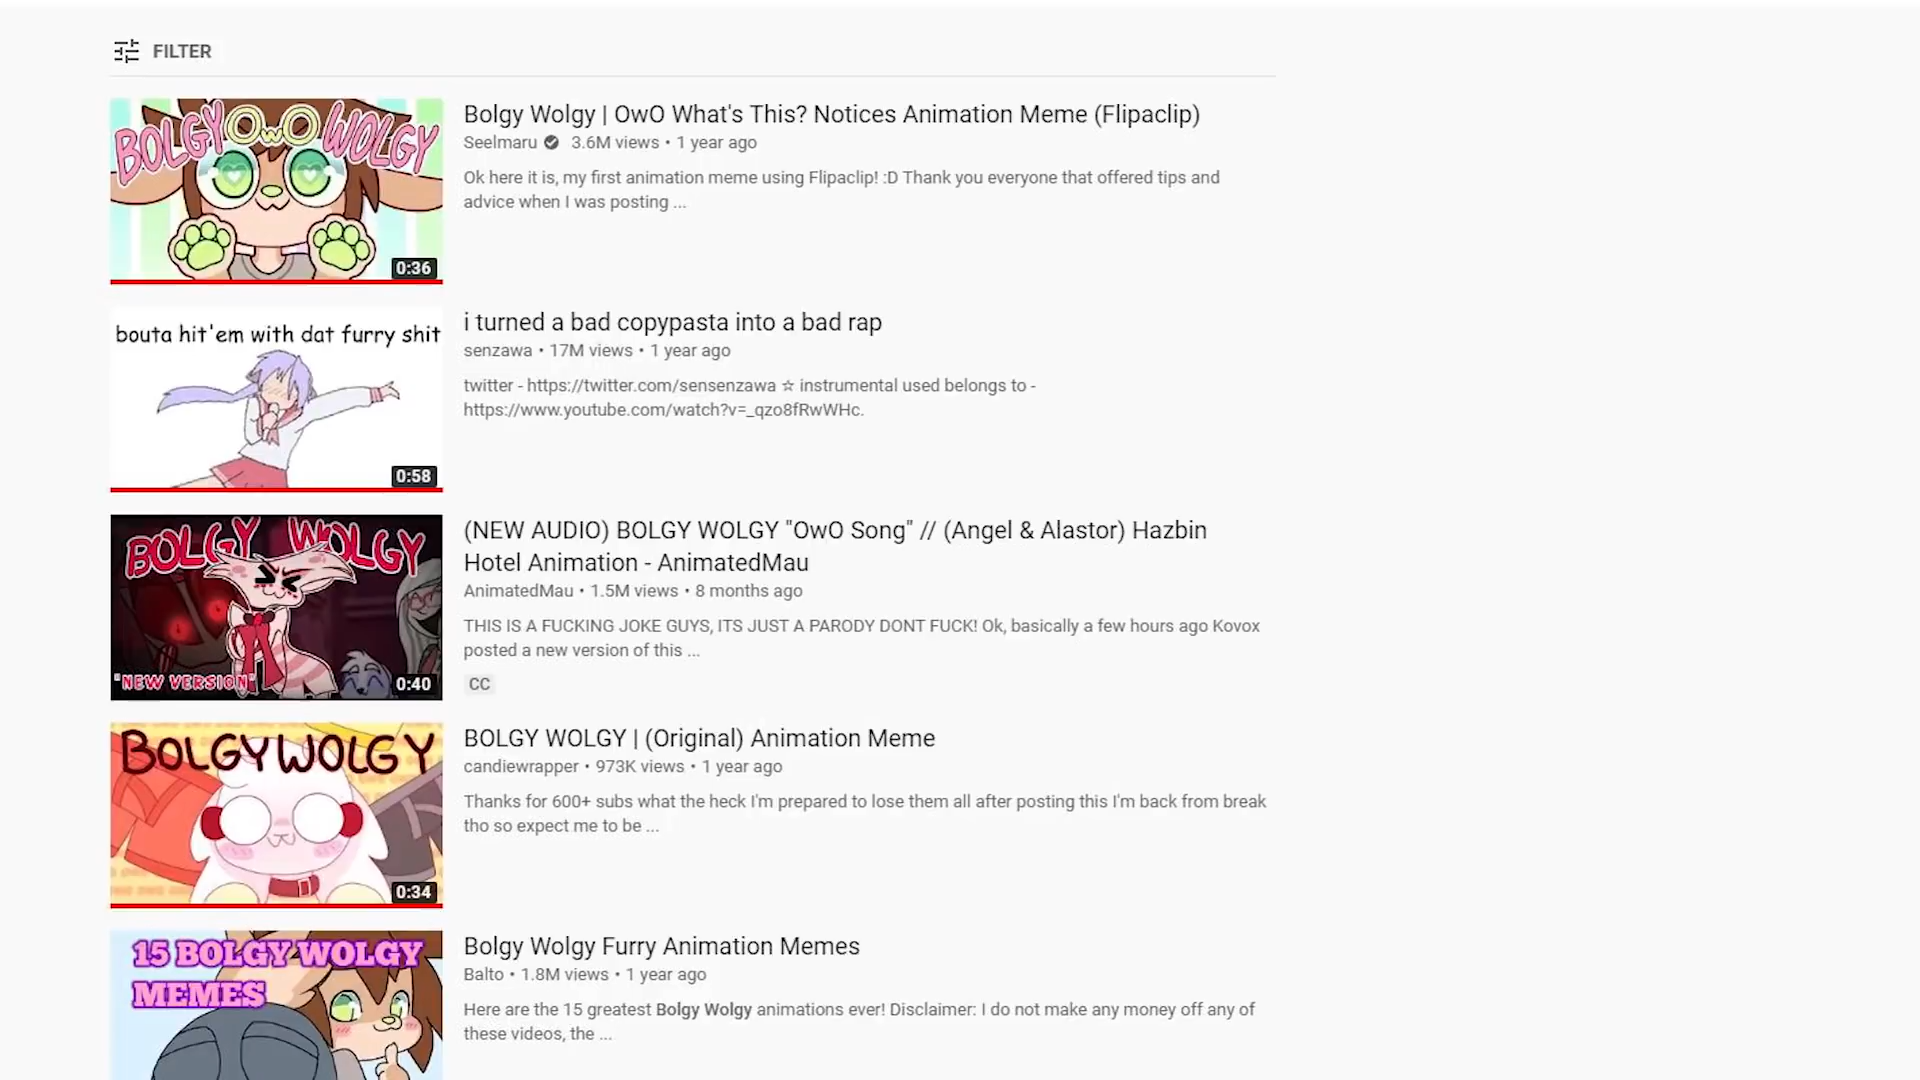 FILTER
BOLGY OwO WOLGY
0:36
Bolgy Wolgy | OwO What's This? Notices Animation Meme (Flipaclip)
Seelmaru 3.6M views • 1 year ago
Ok here it is, my first animation meme using Flipaclip! :D Thank you everyone that offered tips and
advice when I was posting ...
bouta hit'em with dat furry shit
0:58
i turned a bad copypasta into a bad rap
senzawa • 17M views • 1 year ago
twitter - https://twitter.com/sensenzawa ☆ instrumental used belongs to -
https://www.youtube.com/watch?v=_qzo8fRwWHc.
BOLGY WOLGY
"NEW VERSION"
0:40
(NEW AUDIO) BOLGY WOLGY "OwO Song" // (Angel & Alastor) Hazbin
Hotel Animation - AnimatedMau
AnimatedMau • 1.5M views • 8 months ago
THIS IS A FUCKING JOKE GUYS, ITS JUST A PARODY DONT FUCK! Ok, basically a few hours ago Kovox
posted a new version of this ...
CC
BOLGYWOLGY
0:34
BOLGY WOLGY | (Original) Animation Meme
candiewrapper • 973K views • 1 year ago
Thanks for 600+ subs what the heck I'm prepared to lose them all after posting this I'm back from break
tho so expect me to be ...
15 BOLGY WOLGY
MEMES
Bolgy Wolgy Furry Animation Memes
Balto • 1.8M views • 1 year ago
Here are the 15 greatest Bolgy Wolgy animations ever! Disclaimer: I do not make any money off any of
these videos, the ...